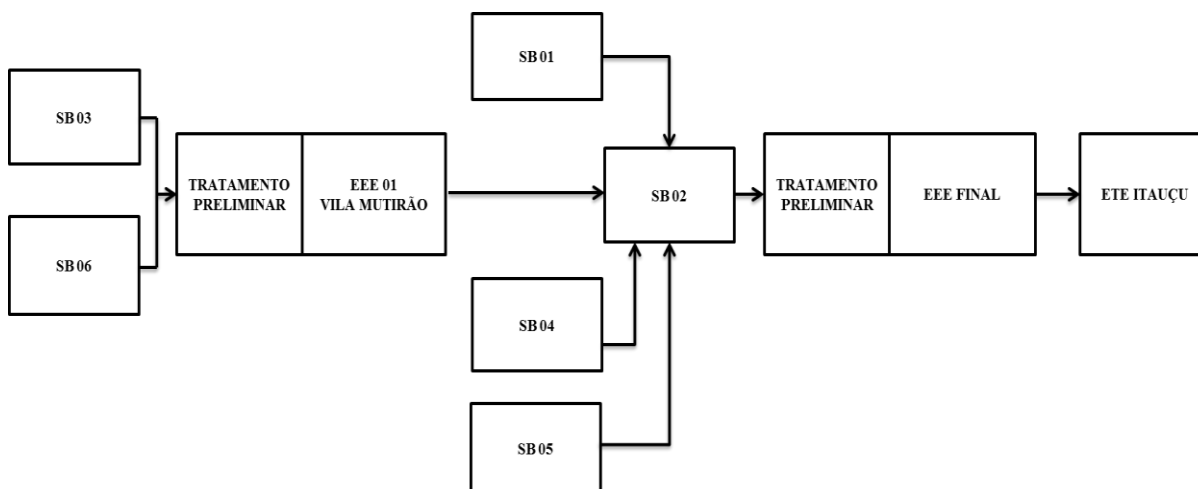 SB 01
SB 03
TRATAMENTO
PRELIMINAR
EEE 01
VILA MUTIRÃO
SB 02
TRATAMENTO
PRELIMINAR
EEE FINAL
ETE ITAUÇU
SB 06
SB 04
SB 05